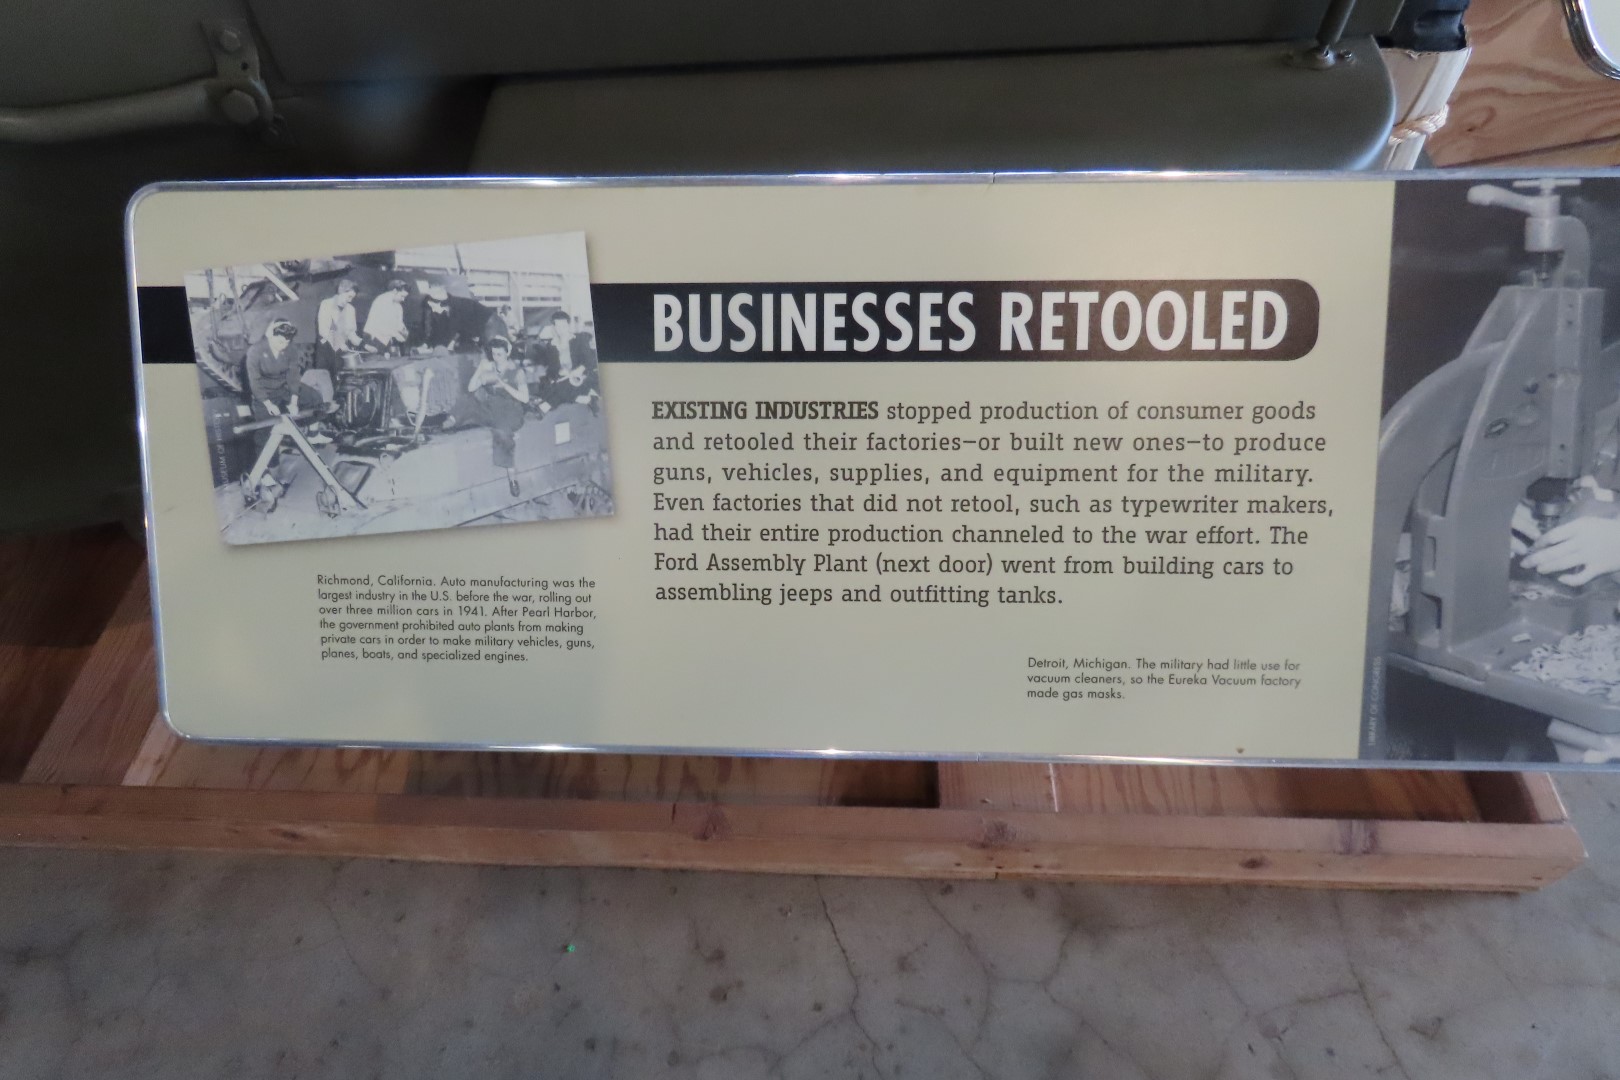 BUSINESSES RETOOLED
EXISTING INDUSTRIES stopped production of consumer goods
and retooled their factories—or built new ones—to produce
guns, vehicles, supplies, and equipment for the military.
Even factories that did not retool, such as typewriter makers,
had their entire production channeled to the war effort. The
Ford Assembly Plant (next door) went from building cars to
assembling jeeps and outfitting tanks.
Richmond, California. Auto manufacturing was the
largest industry in the U.S. before the war, rolling out
over three million cars in 1941. After Pearl Harbor,
the government prohibited auto plants from making
private cars in order to make military vehicles, guns,
planes, boats, and specialized engines.
Detroit, Michigan. The military had little use for
vacuum cleaners, so the Eureka Vacuum factory
made gas masks.
LIBRARY OF CONGRESS